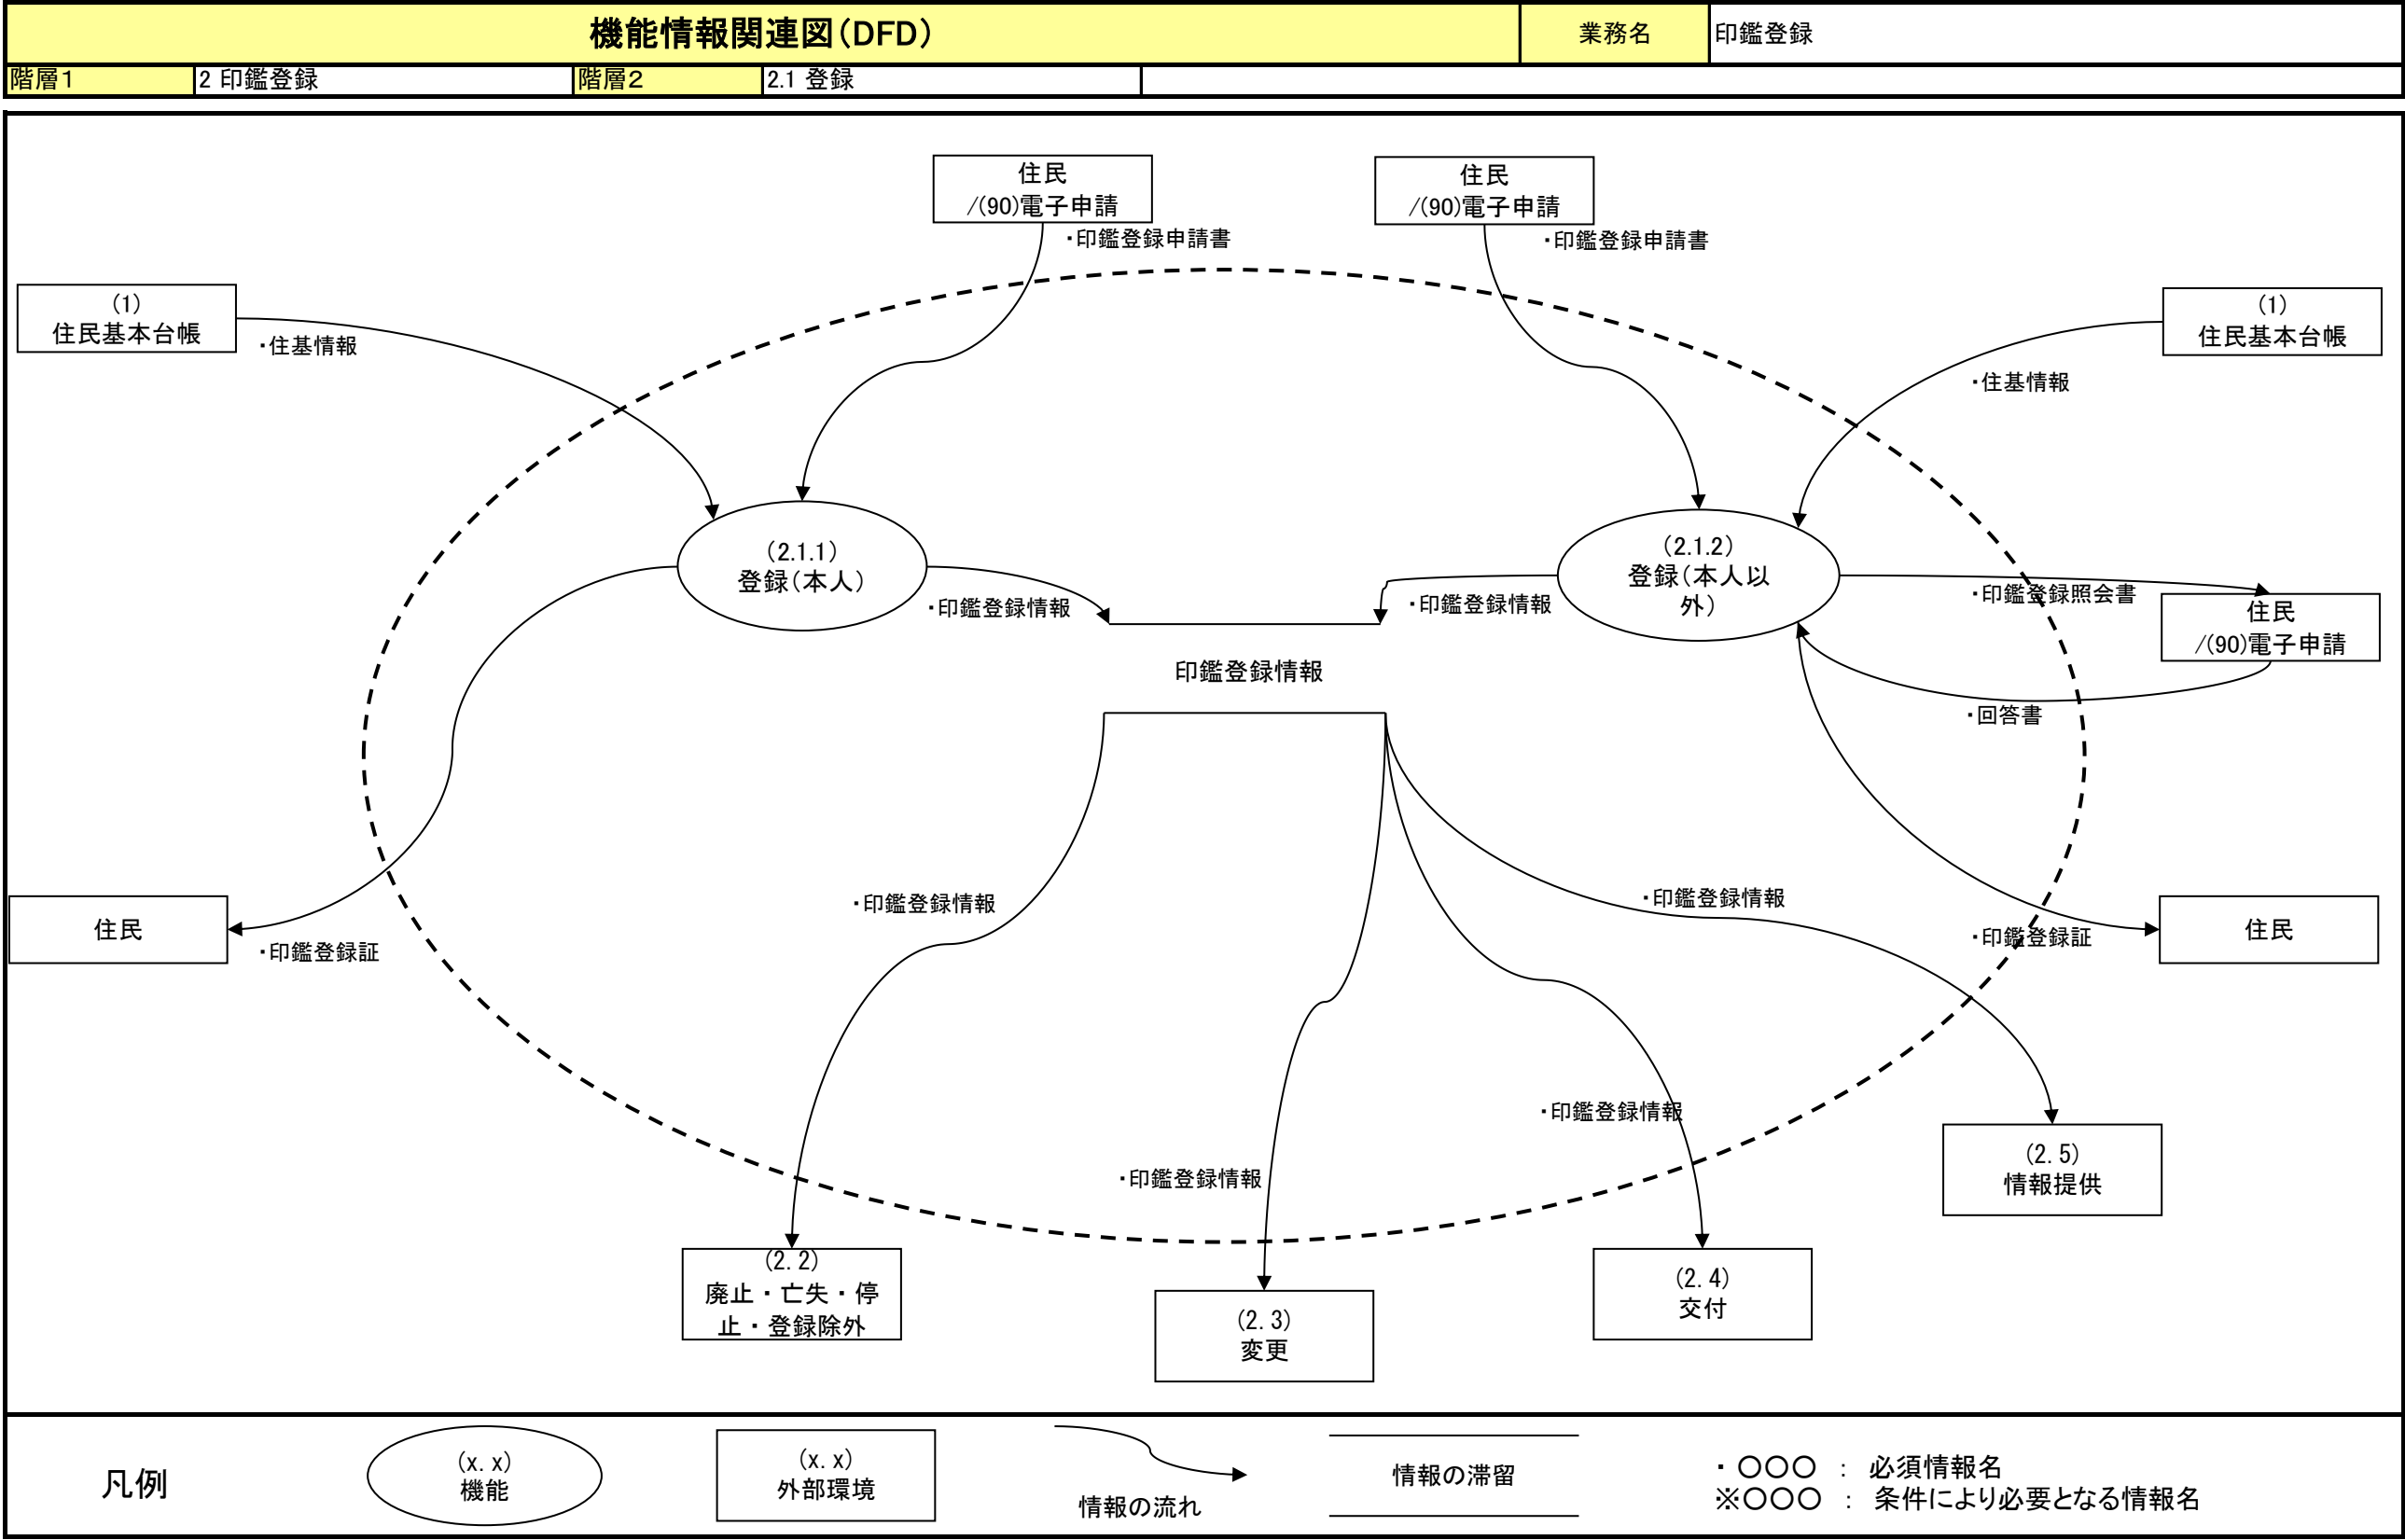 機能情報関連図（DFD）
業務名
印鑑登録
階層１
2 印鑑登録
階層２
2.1 登録
住民
/(90)電子申請
・印鑑登録申請書
住民
/(90)電子申請
・印鑑登録申請書
(1)
住民基本台帳
・住基情報
(1)
住民基本台帳
・住基情報
（2.1.1）
登録（本人）
・印鑑登録情報
（2.1.2）
登録（本人以
外）
・印鑑登録情報
・印鑑登録照会書
住民
/(90)電子申請
・回答書
印鑑登録情報
住民
・印鑑登録証
・印鑑登録情報
・印鑑登録情報
・印鑑登録証
住民
・印鑑登録情報
・印鑑登録情報
(2.5)
情報提供
(2.2)
廃止・亡失・停
止・登録除外
(2.3)
変更
(2.4)
交付
凡例
(x.x)
機能
(x.x)
外部環境
情報の流れ
情報の滞留
・ 〇〇〇 ： 必須情報名
※〇〇〇 ： 条件により必要となる情報名